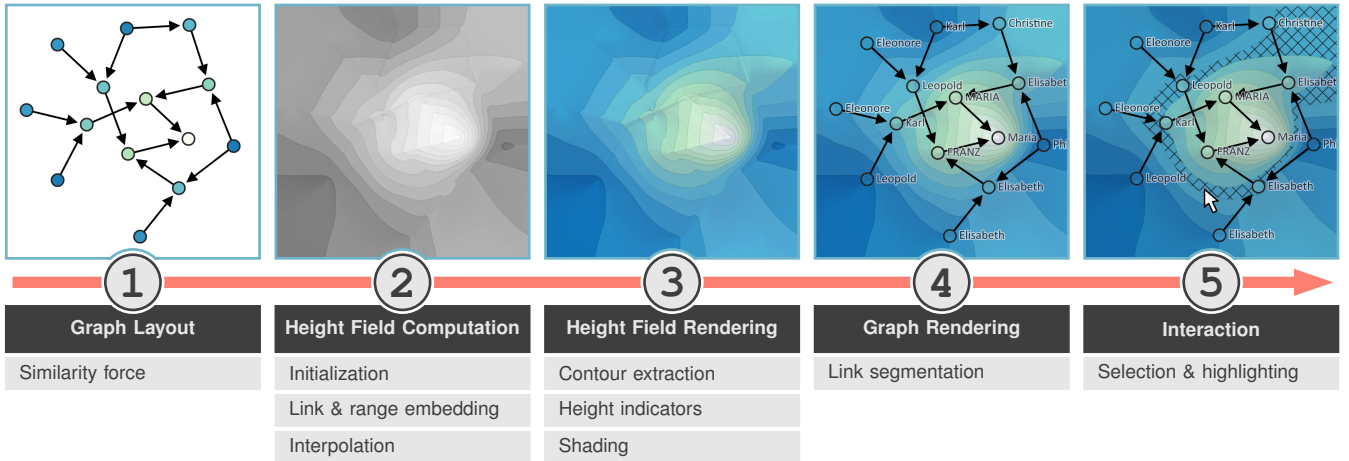 Karl
Christine
Eleonore
Leopold
Elisabet
MARIA
Eleonore
Karl
Maria
FRANZ
Ph
Leopold
Elisabeth
Elisabeth
Karl
Christine
Eleonore
Leopold
Elisabet
MARIA
Eleonore
Karl
Maria
FRANZ
Ph
Leopold
Elisabeth
Elisabeth
1
2
3
4
5
Graph Layout
Height Field Computation
Height Field Rendering
Graph Rendering
Interaction
Similarity force
Initialization
Contour extraction
Link segmentation
Selection & highlighting
Link & range embedding
Height indicators
Interpolation
Shading